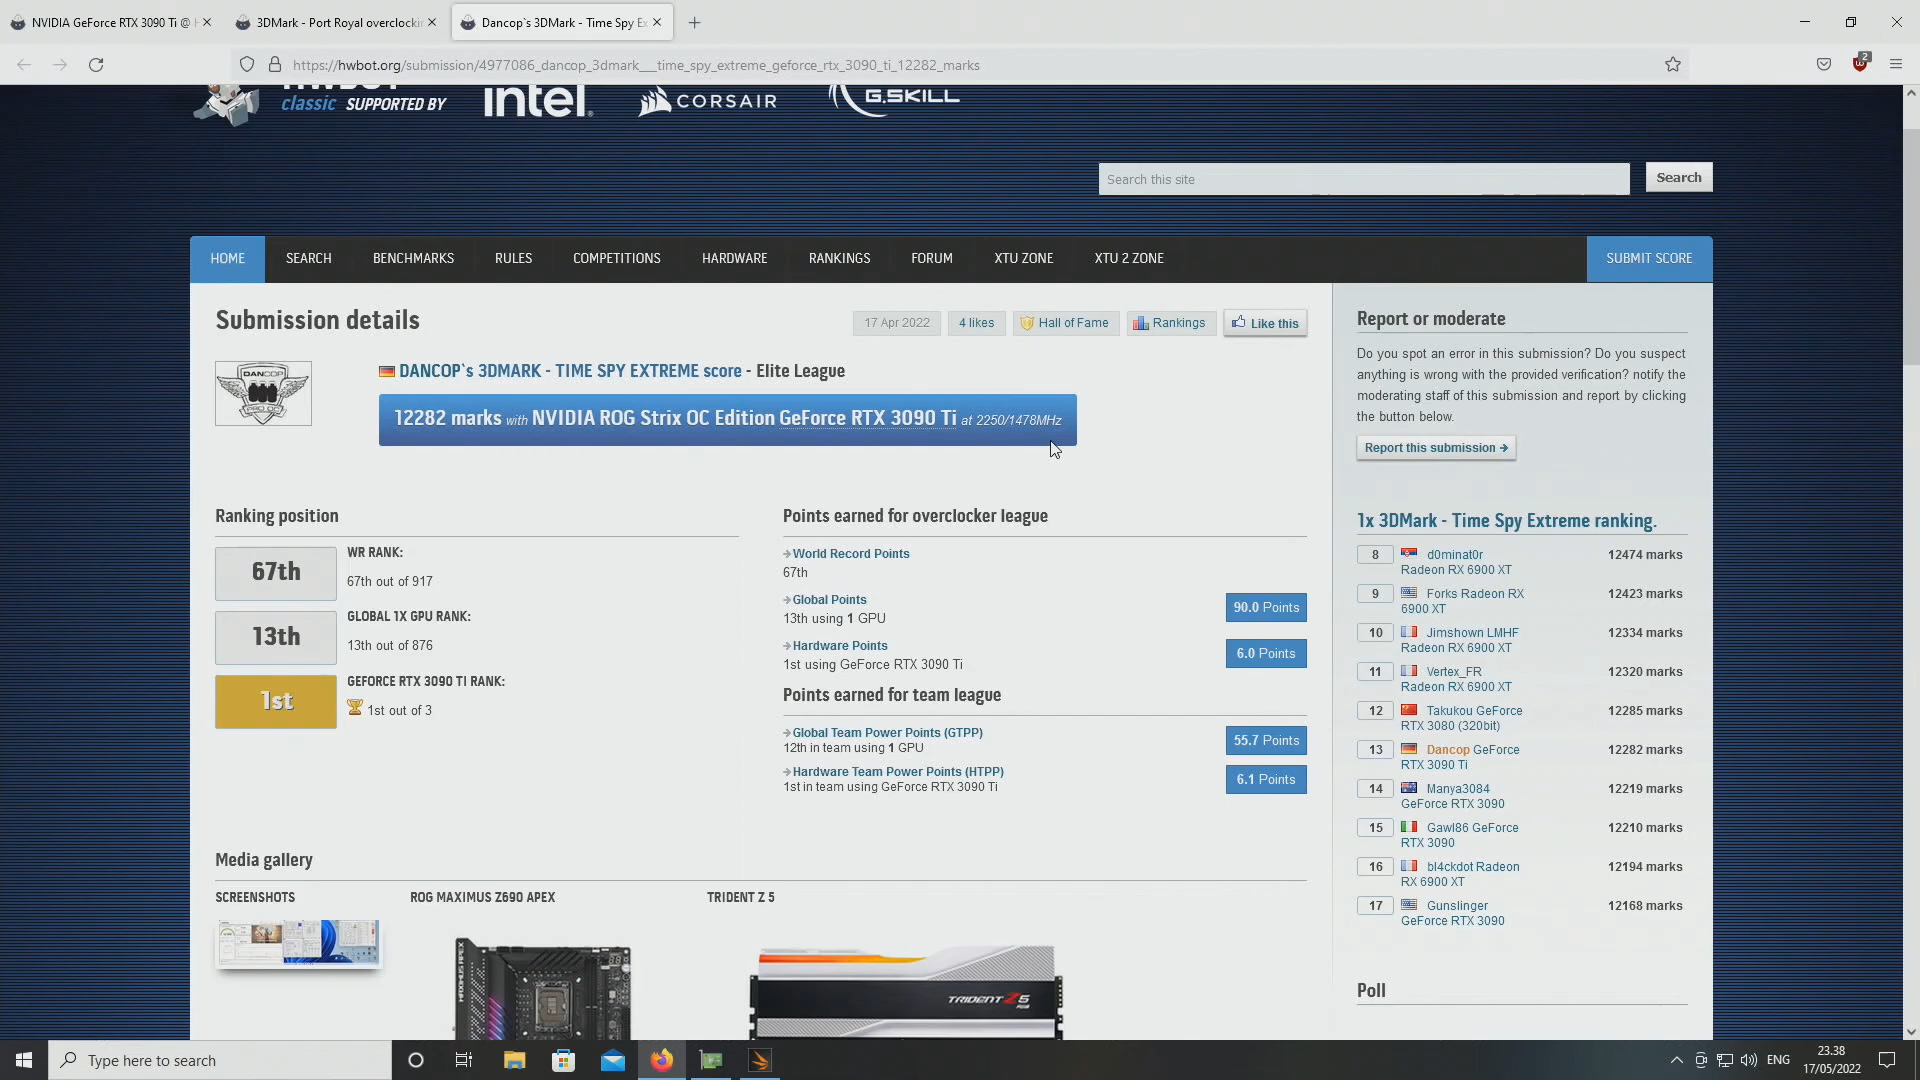 NVIDIA GeForce RTX 3090 Ti @
3DMark - Port Royal overclockin
Dancop`s 3DMark - Time Spy Ex
https://hwbot.org/submission/4977086_dancop_3dmark___time_spy_extreme_geforce_rtx_3090_ti_12282_marks
2
HWBOT
classic SUPPORTED BY
intel.
CORSAIR
G.SKILL
Search this site
Search
HOME
SEARCH
BENCHMARKS
RULES
COMPETITIONS
HARDWARE
RANKINGS
FORUM
XTU ZONE
XTU 2 ZONE
SUBMIT SCORE
Submission details
17 Apr 2022
4 likes
Hall of Fame
Rankings
Like this
DANCOP
PRO OC
DANCOP`s 3DMARK - TIME SPY EXTREME score - Elite League
12282 marks with NVIDIA ROG Strix OC Edition GeForce RTX 3090 Ti at 2250/1478MHz
Ranking position
67th
WR RANK:
67th out of 917
13th
GLOBAL 1X GPU RANK:
13th out of 876
1st
GEFORCE RTX 3090 TI RANK:
1st out of 3
Points earned for overclocker league
World Record Points
67th
Global Points
13th using 1 GPU
90.0 Points
Hardware Points
1st using GeForce RTX 3090 Ti
6.0 Points
Points earned for team league
Global Team Power Points (GTPP)
12th in team using 1 GPU
55.7 Points
Hardware Team Power Points (HTPP)
1st in team using GeForce RTX 3090 Ti
6.1 Points
Media gallery
SCREENSHOTS
ROG MAXIMUS Z690 APEX
TRIDENT Z 5
MAXIMUS APEX
TRIDENT Z5
Report or moderate
Do you spot an error in this submission? Do you suspect
anything is wrong with the provided verification? notify the
moderating staff of this submission and report by clicking
the button below.
Report this submission
1x 3DMark - Time Spy Extreme ranking.
8 d0minat0r 12474 marks
Radeon RX 6900 XT
9 Forks Radeon RX 12423 marks
6900 XT
10 Jimshown LMHF 12334 marks
Radeon RX 6900 XT
11 Vertex_FR 12320 marks
Radeon RX 6900 XT
12 Takukou GeForce 12285 marks
RTX 3080 (320bit)
13 Dancop GeForce 12282 marks
RTX 3090 Ti
14 Manya3084 12219 marks
GeForce RTX 3090
15 Gawl86 GeForce 12210 marks
RTX 3090
16 bl4ckdot Radeon 12194 marks
RX 6900 XT
17 Gunslinger 12168 marks
GeForce RTX 3090
Poll
Type here to search
ENG
23.38
17/05/2022